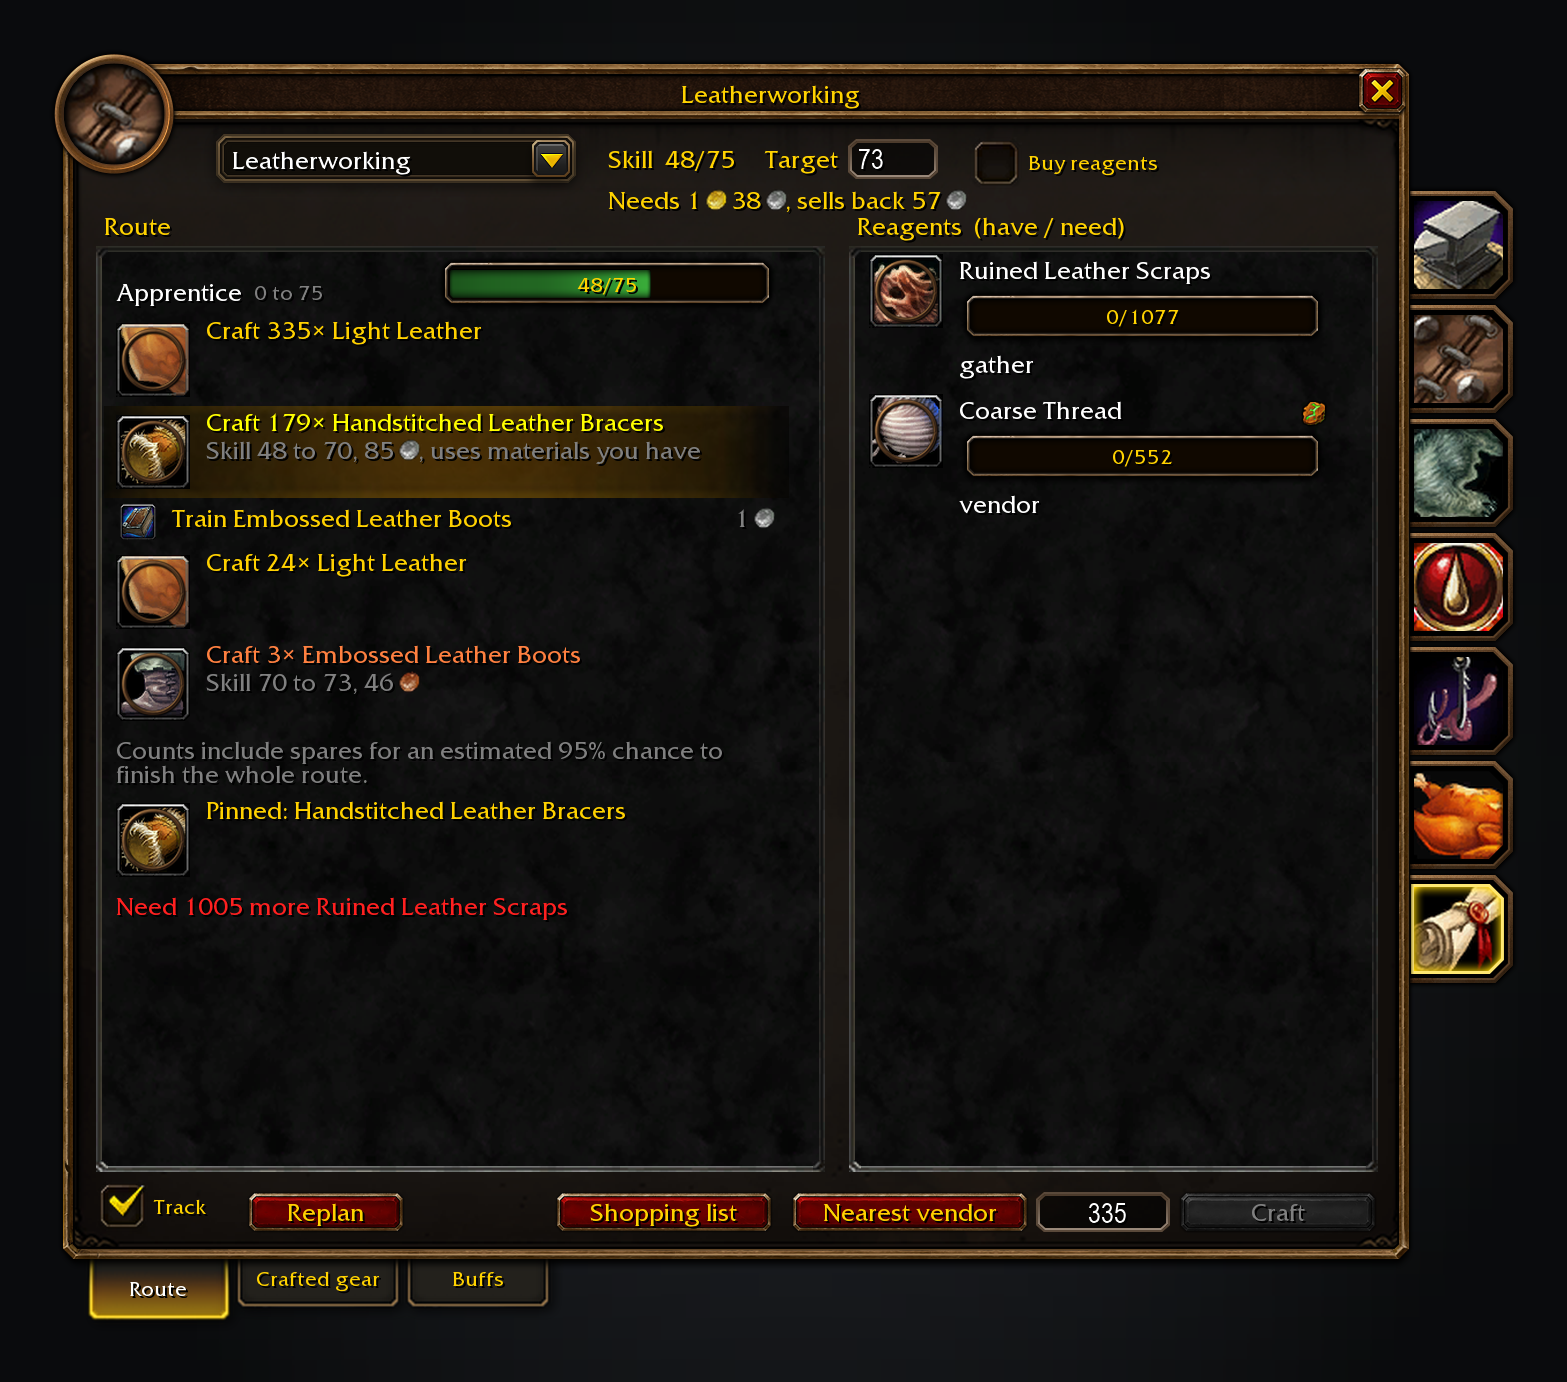 Leatherworking
Leatherworking
Skill 48/75 Target 73
Buy reagents
Needs 1 38 , sells back 57
Route
Reagents (have / need)
Apprentice 0 to 75
48/75
Craft 335× Light Leather
Craft 179× Handstitched Leather Bracers
Skill 48 to 70, 85 , uses materials you have
Train Embossed Leather Boots 1
Craft 24× Light Leather
Craft 3× Embossed Leather Boots
Skill 70 to 73, 46
Counts include spares for an estimated 95% chance to
finish the whole route.
Pinned: Handstitched Leather Bracers
Need 1005 more Ruined Leather Scraps
Ruined Leather Scraps
0/1077
gather
Coarse Thread
0/552
vendor
Track
Replan
Shopping list
Nearest vendor
335
Craft
Route
Crafted gear
Buffs